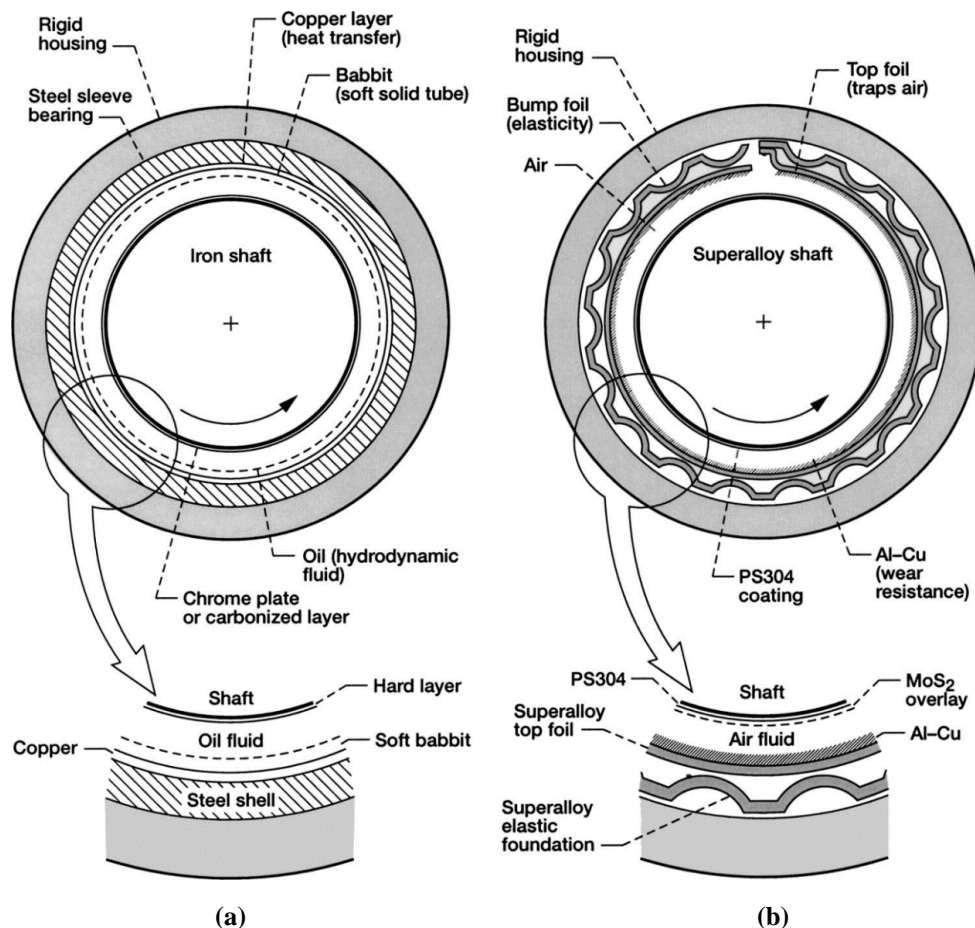 Rigid
housing
Copper layer
(heat transfer)
Babbit
(soft solid tube)
Steel sleeve
bearing
Iron shaft
Oil (hydrodynamic
fluid)
Chrome plate
or carbonized layer
Shaft
Hard layer
Oil fluid
Copper
Soft babbit
Steel shell
(a)
Rigid
housing
Top foil
(traps air)
Bump foil
(elasticity)
Air
Superalloy shaft
Al–Cu
(wear
resistance)
PS304
coating
PS304
Shaft
MoS2
overlay
Superalloy
top foil
Air fluid
Al–Cu
Superalloy
elastic
foundation
(b)